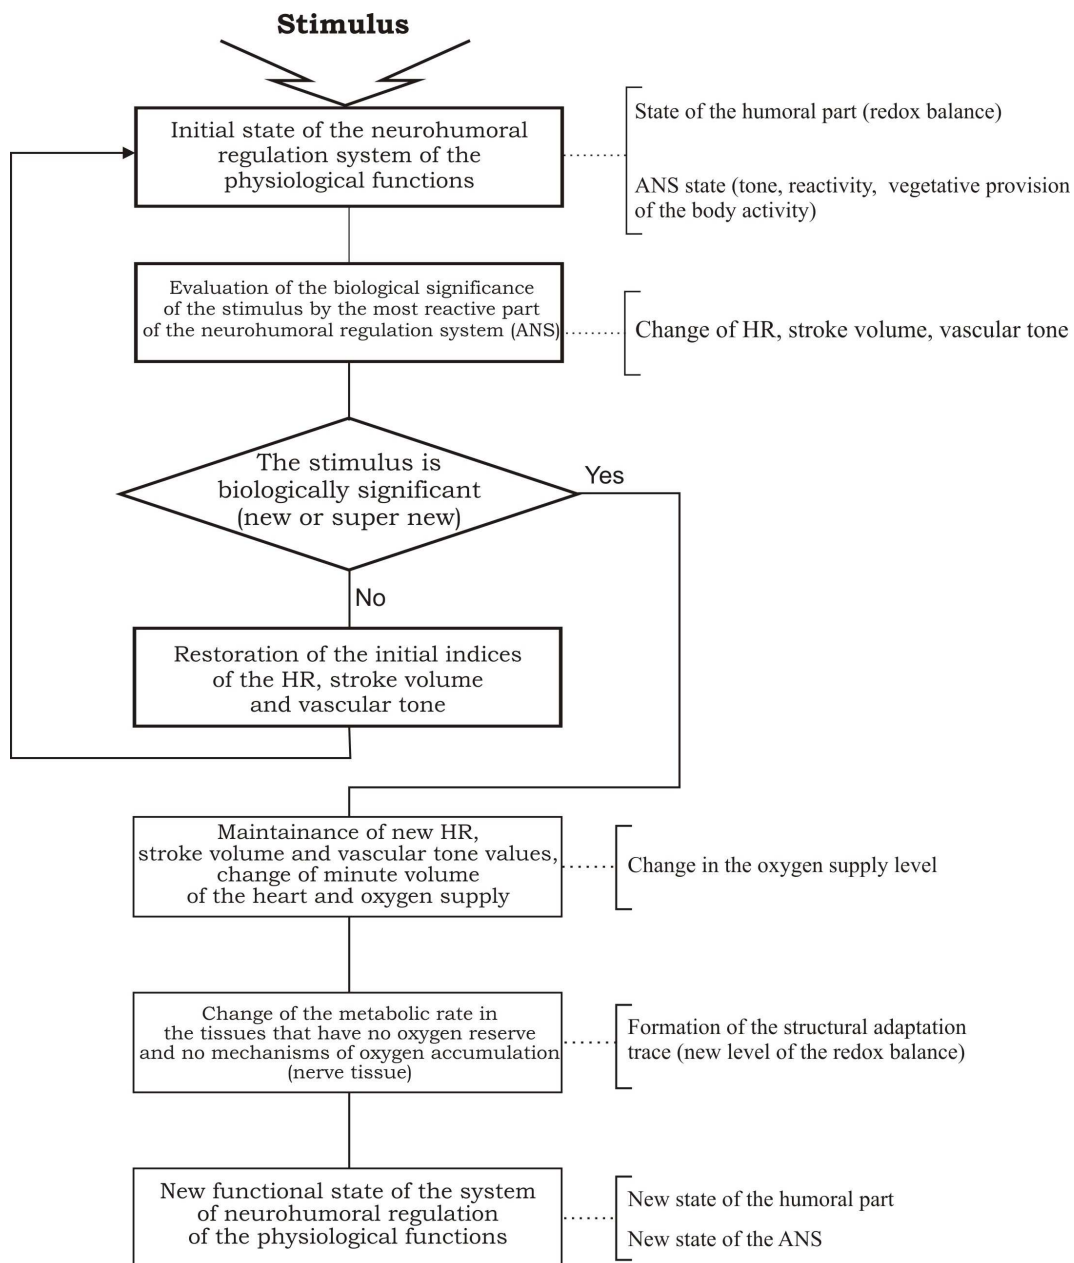 Stimulus
Initial state of the neurohumoral
regulation system of the
physiological functions
State of the humoral part (redox balance)
ANS state (tone, reactivity, vegetative provision
of the body activity)
Evaluation of the biological significance
of the stimulus by the most reactive part
of the neurohumoral regulation system (ANS)
Change of HR, stroke volume, vascular tone
The stimulus is
biologically significant
(new or super new)
Yes
No
Restoration of the initial indices
of the HR, stroke volume
and vascular tone
Maintainance of new HR,
stroke volume and vascular tone values,
change of minute volume
of the heart and oxygen supply
Change in the oxygen supply level
Change of the metabolic rate in
the tissues that have no oxygen reserve
and no mechanisms of oxygen accumulation
(nerve tissue)
Formation of the structural adaptation
trace (new level of the redox balance)
New functional state of the system
of neurohumoral regulation
of the physiological functions
New state of the humoral part
New state of the ANS